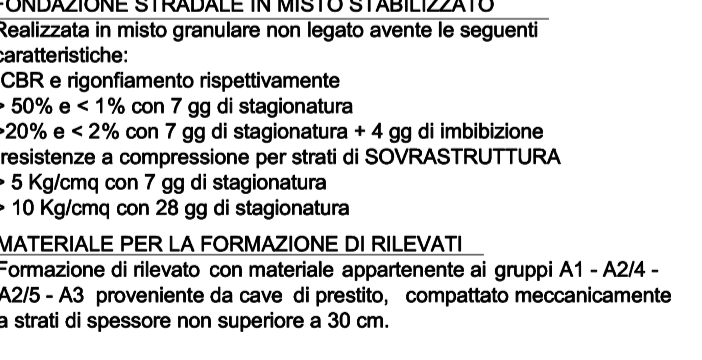 FONDAZIONE STRADALE IN MISTO STABILIZZATO
Realizzata in misto granulare non legato avente le seguenti
caratteristiche:
CBR e rigonfiamento rispettivamente
> 50% e < 1% con 7 gg di stagionatura
>20% e < 2% con 7 gg di stagionatura + 4 gg di imbibizione
resistenze a compressione per strati di SOVRASTRUTTURA
> 5 Kg/cmq con 7 gg di stagionatura
> 10 Kg/cmq con 28 gg di stagionatura
MATERIALE PER LA FORMAZIONE DI RILEVATI
Formazione di rilevato con materiale appartenente ai gruppi A1 - A2/4 -
A2/5 - A3 proveniente da cave di prestito, compattato meccanicamente
a strati di spessore non superiore a 30 cm.